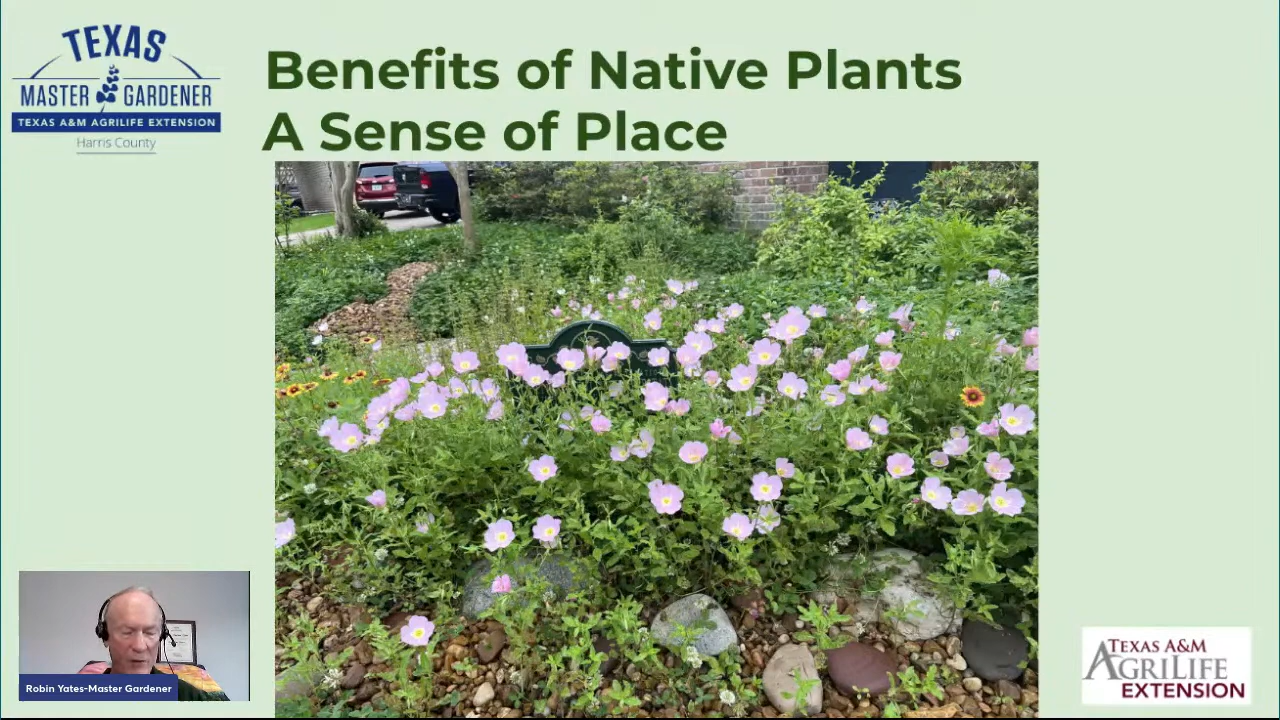 TEXAS
MASTER GARDENER
TEXAS A&M AGRILIFE EXTENSION
Harris County
Benefits of Native Plants
A Sense of Place
Robin Yates-Master Gardener
TEXAS A&M
AGRILIFE
EXTENSION